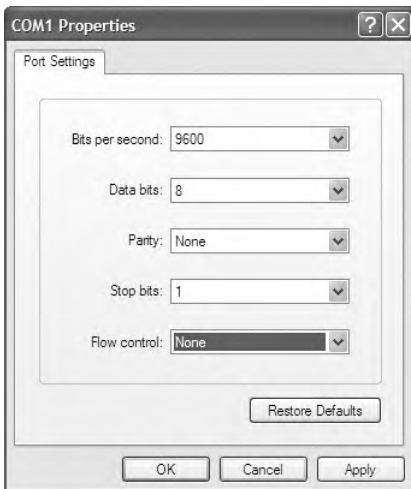 COM1 Properties
Port Settings
Bits per second: 9600
Data bits: 8
Parity: None
Stop bits: 1
Flow control: None
Restore Defaults
OK Cancel Apply